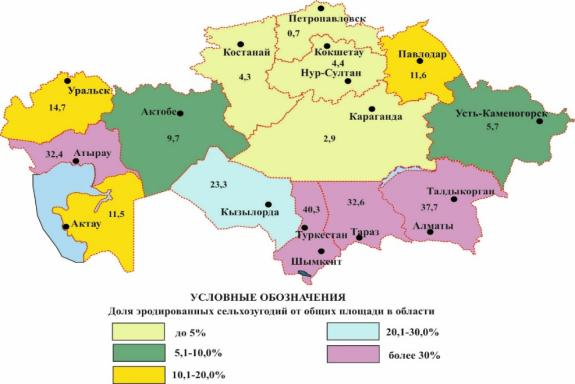 Петропавловск
0,7
Кокшетау
4,4
Костанай
4,3
Нур-Султан
Павлодар
11,6
Уральск
14,7
Актобе
9,7
Караганда
2,9
Усть-Каменогорск
5,7
32,4
Атырау
11,5
Актау
23,3
Кызылорда
40,3
Туркестан
32,6
Тараз
Талдыкорган
37,7
Алматы
Шымкент
УСЛОВНЫЕ ОБОЗНАЧЕНИЯ
Доля эродированных сельхозугодий от общих площади в области
до 5%
5,1-10,0%
10,1-20,0%
20,1-30,0%
более 30%